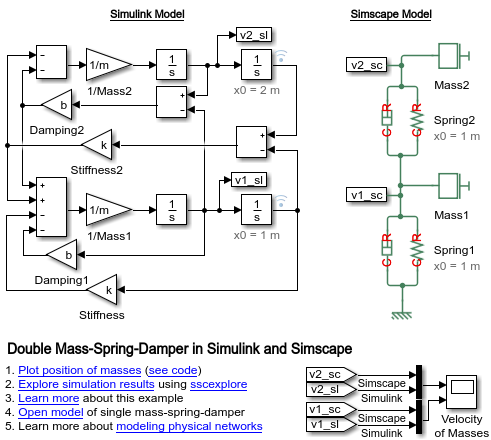 Simulink Model
Simscape Model
v2_sl
1/m
1
s
1
s
1/Mass2
x0 = 2 m
b
Damping2
k
Stiffness2
v1_sl
1/m
1
s
1
s
1/Mass1
x0 = 1 m
b
Damping1
k
Stiffness
v2_sc
Mass2
C R
Spring2
x0 = 1 m
C R
v1_sc
Mass1
C R
Spring1
x0 = 1 m
C R
Double Mass-Spring-Damper in Simulink and Simscape
1. Plot position of masses (see code)
2. Explore simulation results using sscexplore
3. Learn more about this example
4. Open model of single mass-spring-damper
5. Learn more about modeling physical networks
v2_sc
Simscape
v2_sl
Simulink
v1_sc
Simscape
v1_sl
Simulink
Velocity
of Masses